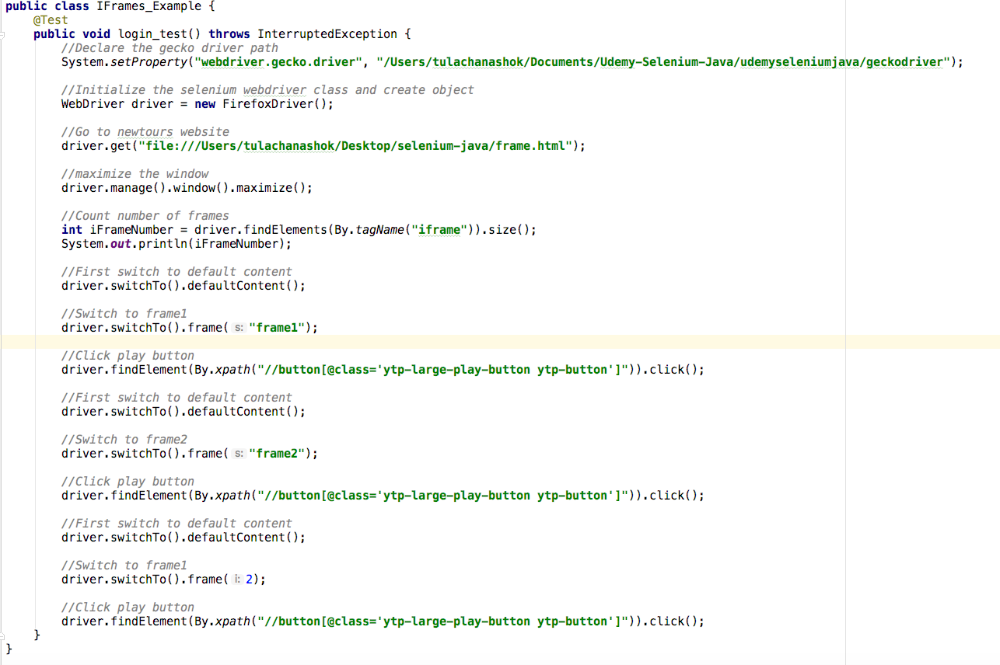 public class IFrames_Example {
    @Test
    public void login_test() throws InterruptedException {
        //Declare the gecko driver path
        System.setProperty("webdriver.gecko.driver", "/Users/tulachanashok/Documents/Udemy-Selenium-Java/udemyseleniumjava/geckodriver");

        //Initialize the selenium webdriver class and create object
        WebDriver driver = new FirefoxDriver();

        //Go to newtours website
        driver.get("file:///Users/tulachanashok/Desktop/selenium-java/frame.html");

        //maximize the window
        driver.manage().window().maximize();

        //Count number of frames
        int iFrameNumber = driver.findElements(By.tagName("iframe")).size();
        System.out.println(iFrameNumber);

        //First switch to default content
        driver.switchTo().defaultContent();

        //Switch to frame1
        driver.switchTo().frame( s: "frame1");

        //Click play button
        driver.findElement(By.xpath("//button[@class='ytp-large-play-button ytp-button']")).click();

        //First switch to default content
        driver.switchTo().defaultContent();

        //Switch to frame2
        driver.switchTo().frame( s: "frame2");

        //Click play button
        driver.findElement(By.xpath("//button[@class='ytp-large-play-button ytp-button']")).click();

        //First switch to default content
        driver.switchTo().defaultContent();

        //Switch to frame1
        driver.switchTo().frame( i: 2);

        //Click play button
        driver.findElement(By.xpath("//button[@class='ytp-large-play-button ytp-button']")).click();
    }
}